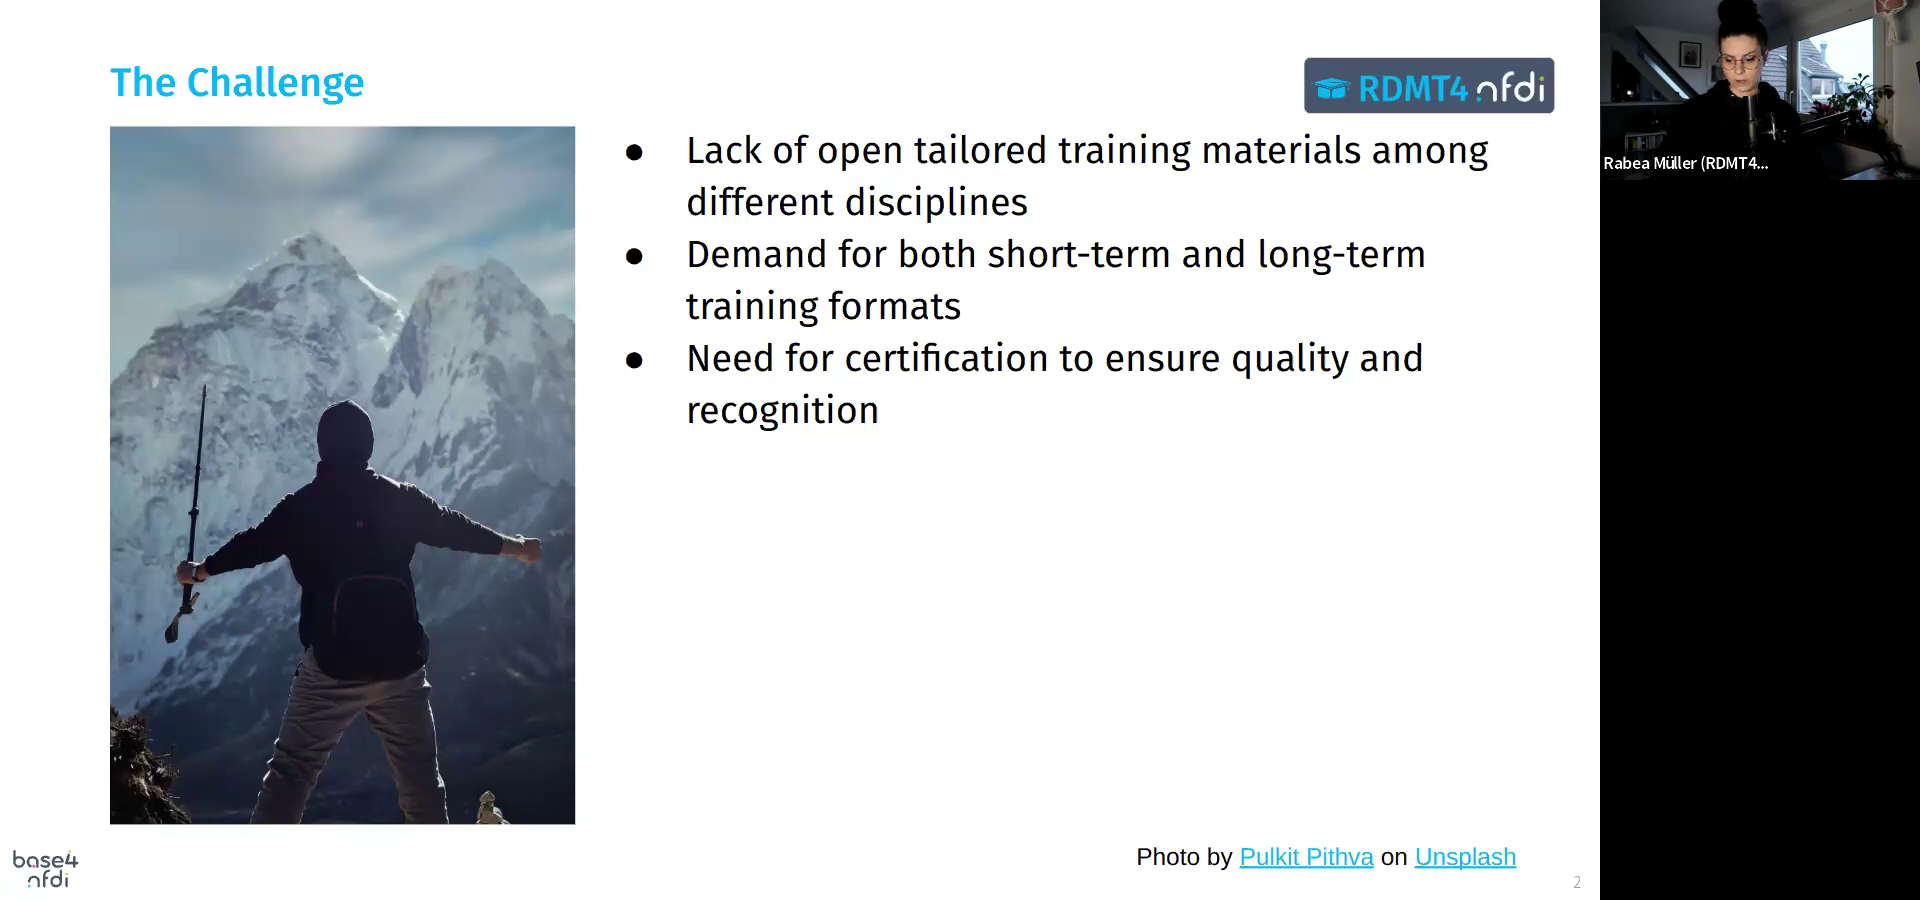 The Challenge
RDMT4 nfdi
● Lack of open tailored training materials among
different disciplines
● Demand for both short-term and long-term
training formats
● Need for certification to ensure quality and
recognition
Photo by Pulkit Pithva on Unsplash
base4
nfdi
2
Rabea Müller (RDMT4...